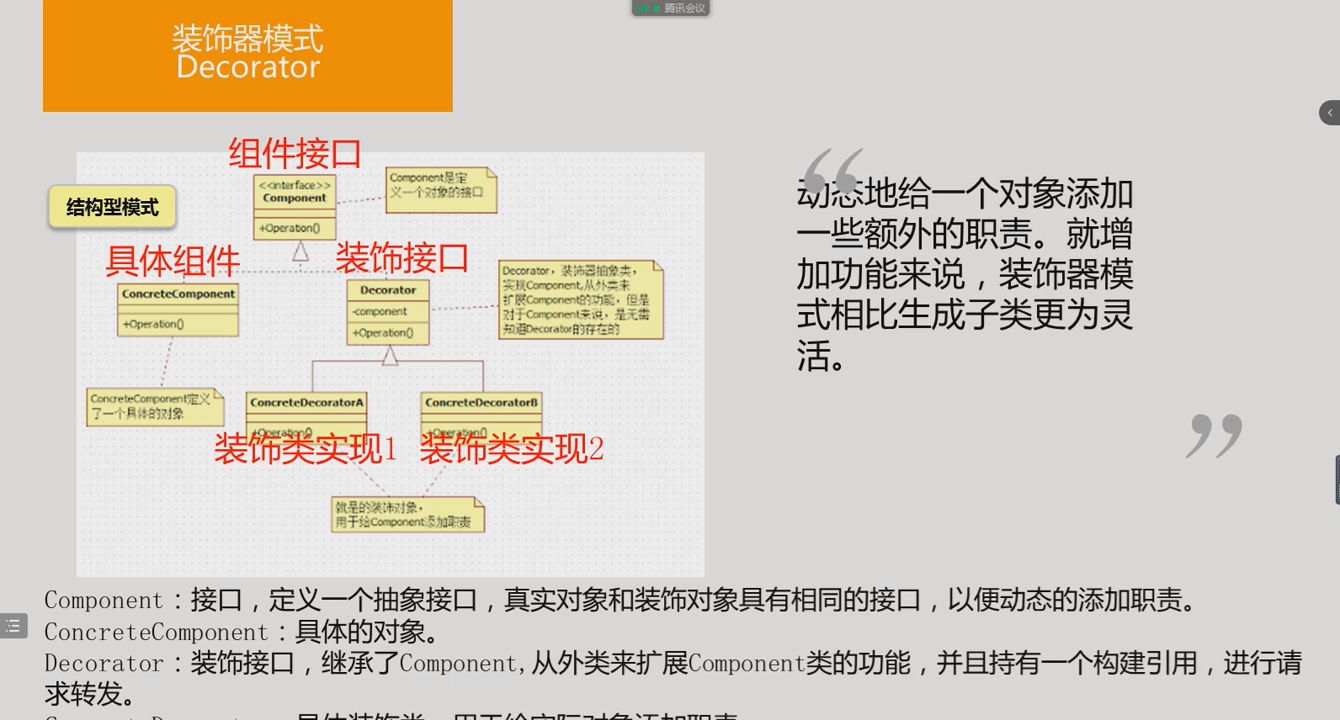 腾讯会议
装饰器模式
Decorator
组件接口
<<interface>>
Component
+Operation()
Component是定
义一个对象的接口
结构型模式
具体组件
装饰接口
ConcreteComponent
+Operation()
Decorator
-component
+Operation()
Decorator，装饰器抽象类，
实现Component,从外类来
扩展Component的功能，但是
对于Component来说，是无需
知道Decorator的存在的
ConcreteComponent定义
了一个具体的对象
ConcreteDecoratorA
+Operation()
装饰类实现1
ConcreteDecoratorB
+Operation()
装饰类实现2
就是的装饰对象，
用于给Component添加职责
“
动态地给一个对象添加
一些额外的职责。就增
加功能来说，装饰器模
式相比生成子类更为灵
活。
”
Component：接口，定义一个抽象接口，真实对象和装饰对象具有相同的接口，以便动态的添加职责。
ConcreteComponent：具体的对象。
Decorator：装饰接口，继承了Component,从外类来扩展Component类的功能，并且持有一个构建引用，进行请
求转发。